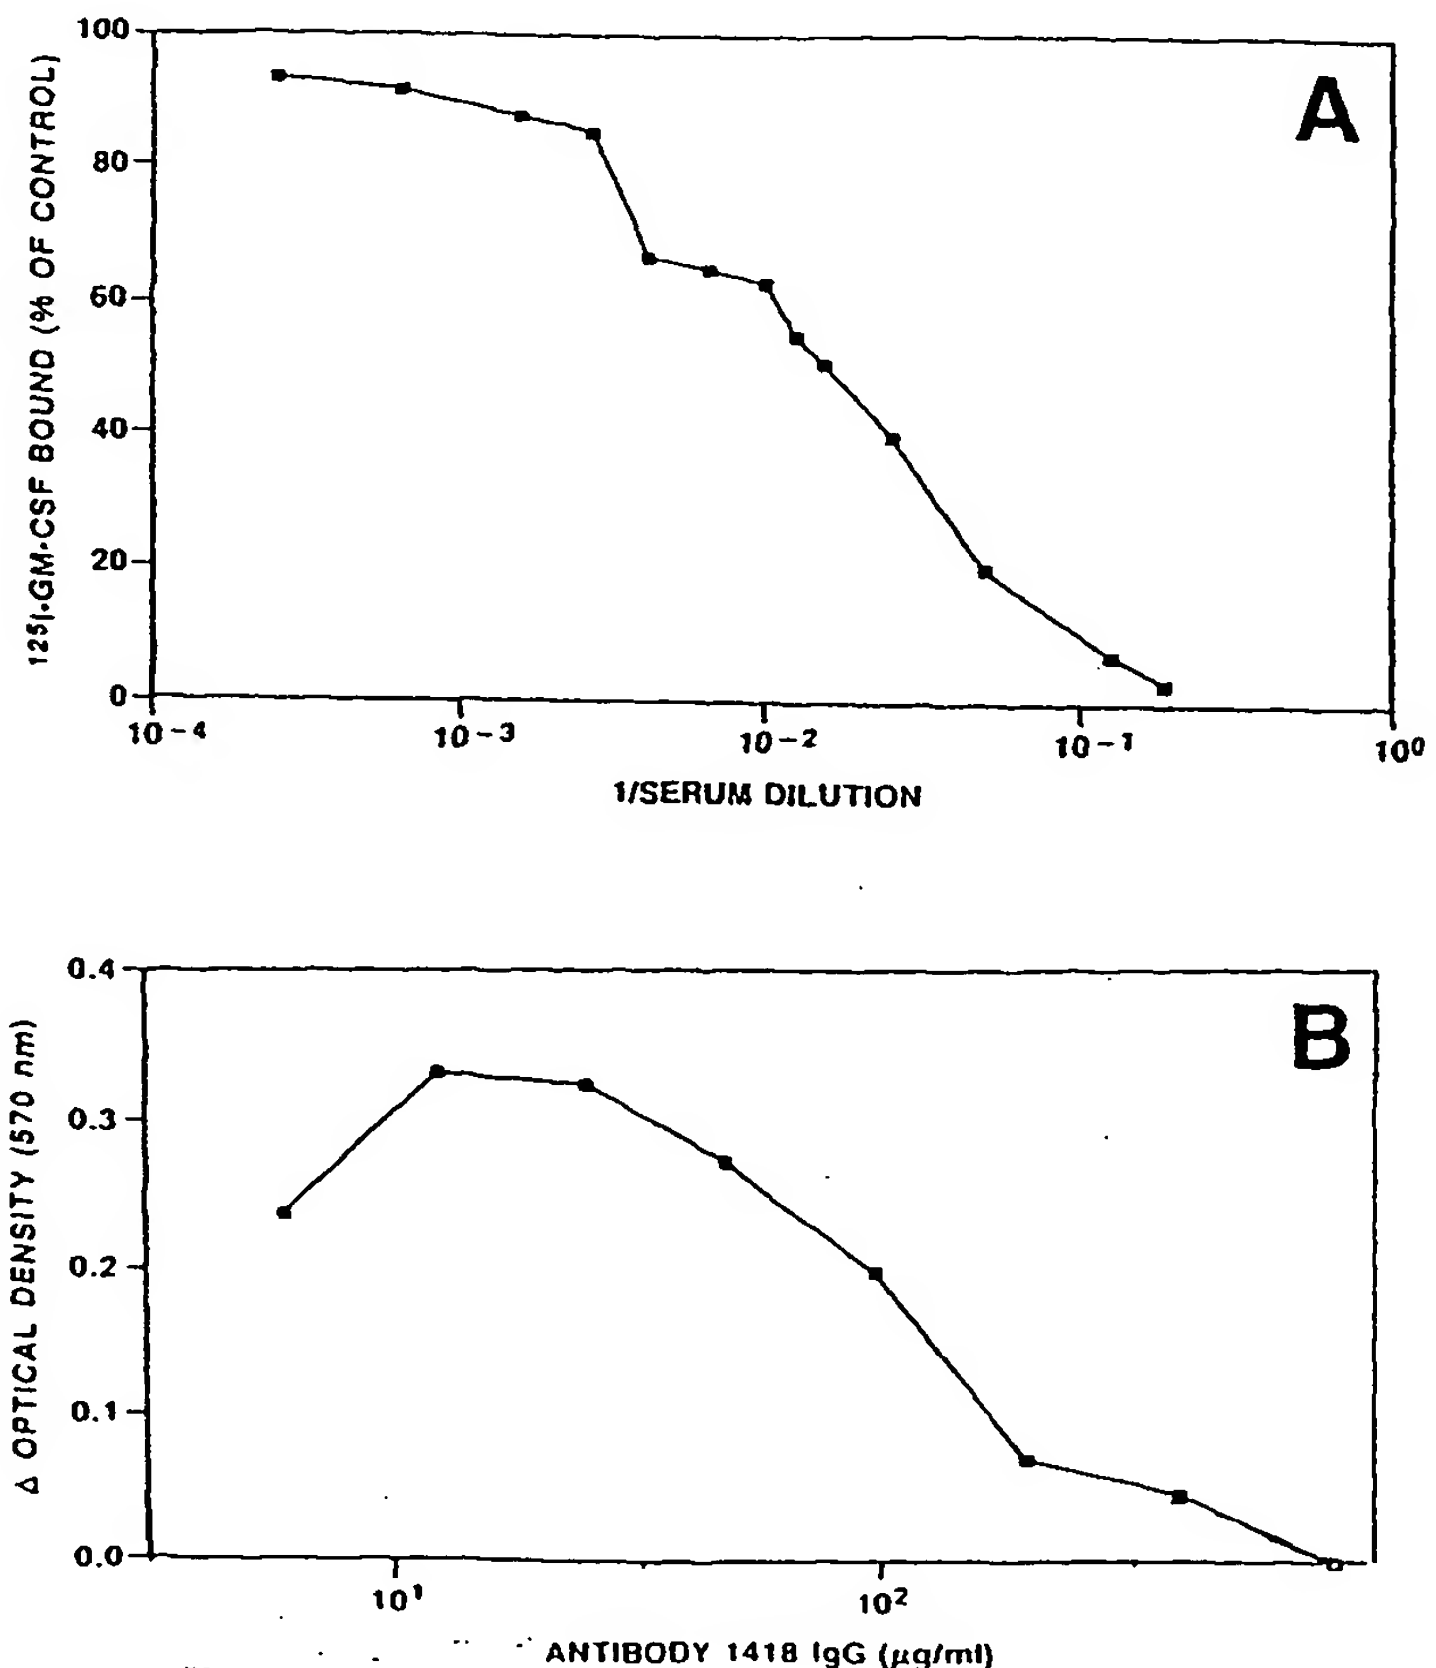 100
80
60
40
20
0
¹²⁵I·GM·CSF BOUND (% OF CONTROL)
A
10⁻⁴ 10⁻³ 10⁻² 10⁻¹ 10⁰
1/SERUM DILUTION
0.4
0.3
0.2
0.1
0.0
Δ OPTICAL DENSITY (570 nm)
B
10¹ 10²
ANTIBODY 1418 IgG (μg/ml)